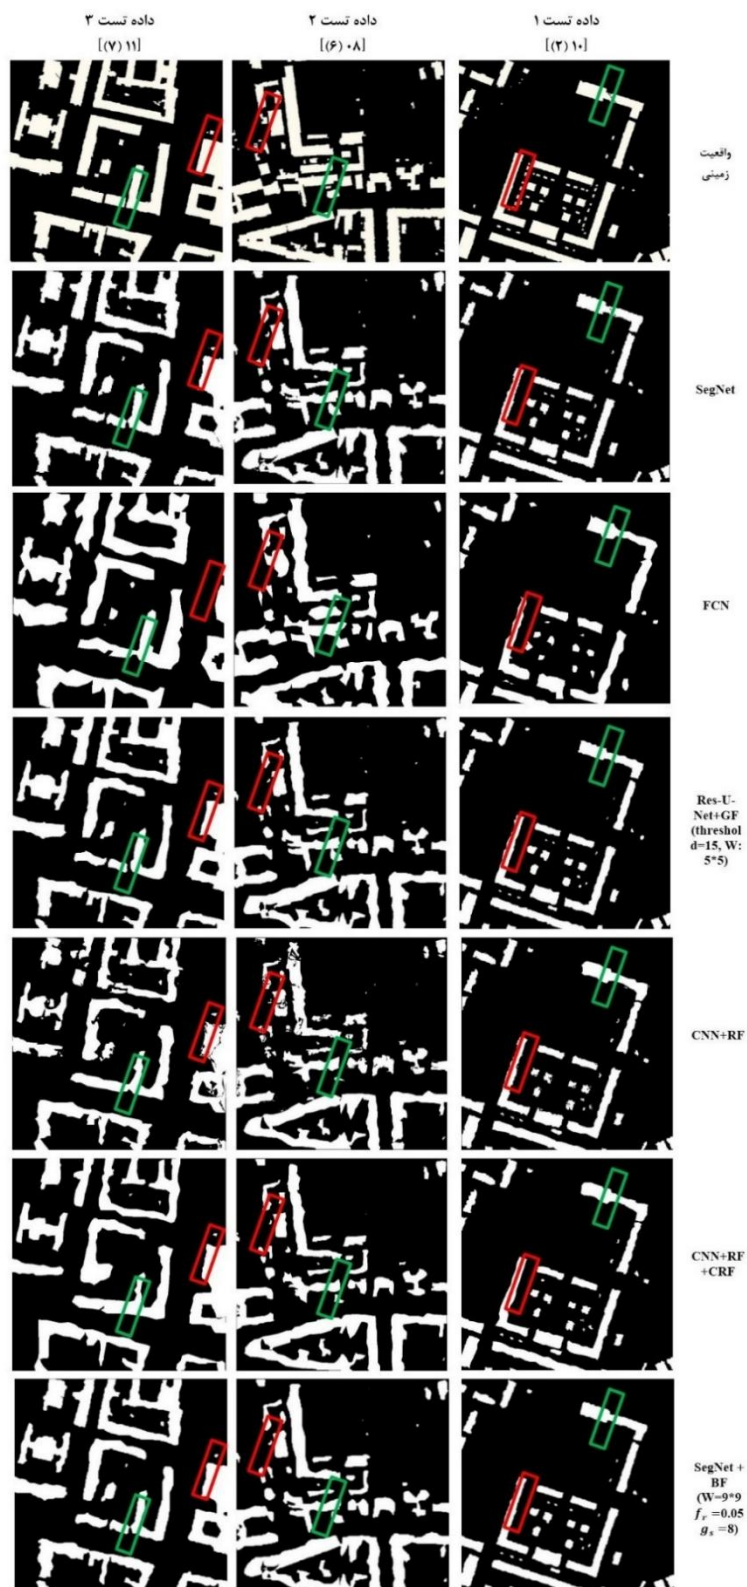 داده تست ۱
داده تست ۲
داده تست ۳
[(۲) ۱۰]
[(۶) ۰۸]
[(۷) ۱۱]
واقعیت
زمینی
SegNet
FCN
Res-U-
Net+GF
(threshol
d=15, W:
5*5)
CNN+RF
CNN+RF
+CRF
SegNet +
BF
(W=9*9
f_r =0.05
g_s =8)